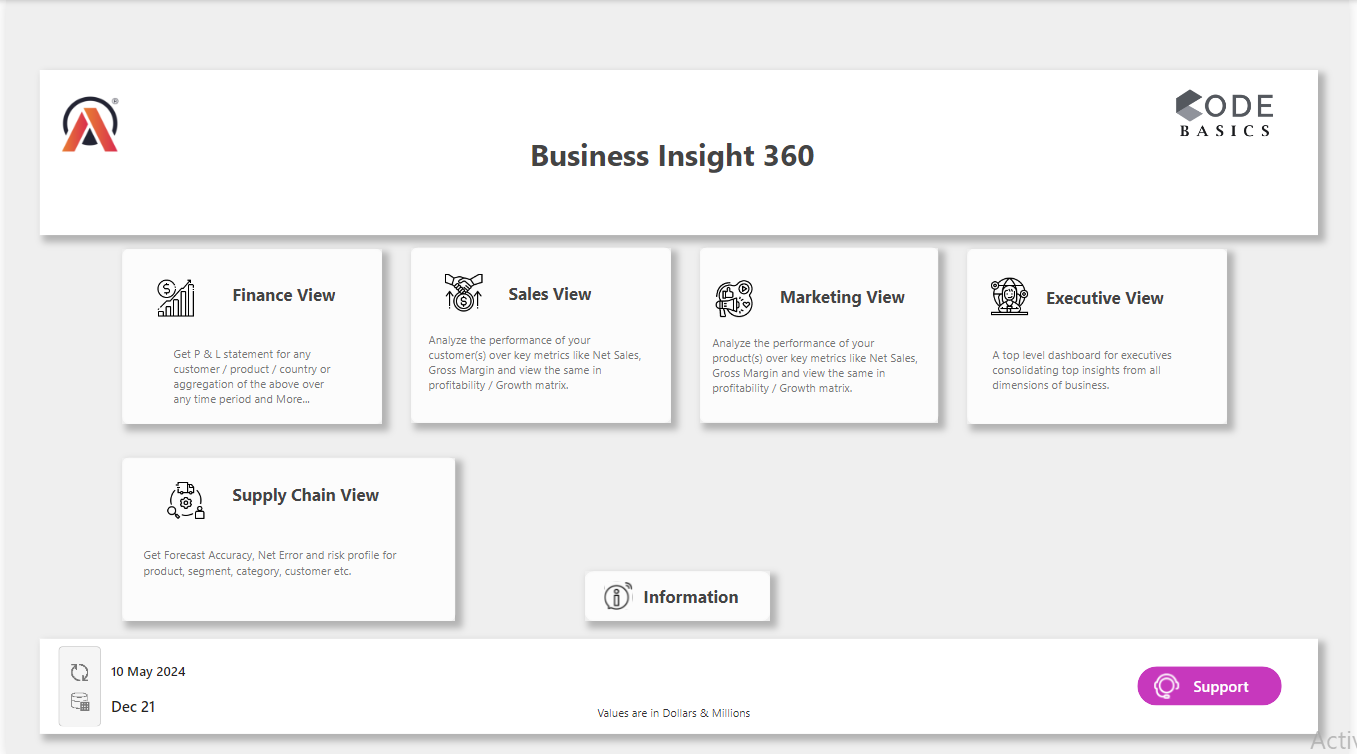 ®
CODE
BASICS
Business Insight 360
Finance View
Get P & L statement for any
customer / product / country or
aggregation of the above over
any time period and More...
Sales View
Analyze the performance of your
customer(s) over key metrics like Net Sales,
Gross Margin and view the same in
profitability / Growth matrix.
Marketing View
Analyze the performance of your
product(s) over key metrics like Net Sales,
Gross Margin and view the same in
profitability / Growth matrix.
Executive View
A top level dashboard for executives
consolidating top insights from all
dimensions of business.
Supply Chain View
Get Forecast Accuracy, Net Error and risk profile for
product, segment, category, customer etc.
Information
10 May 2024
Dec 21
Values are in Dollars & Millions
Support
Activ